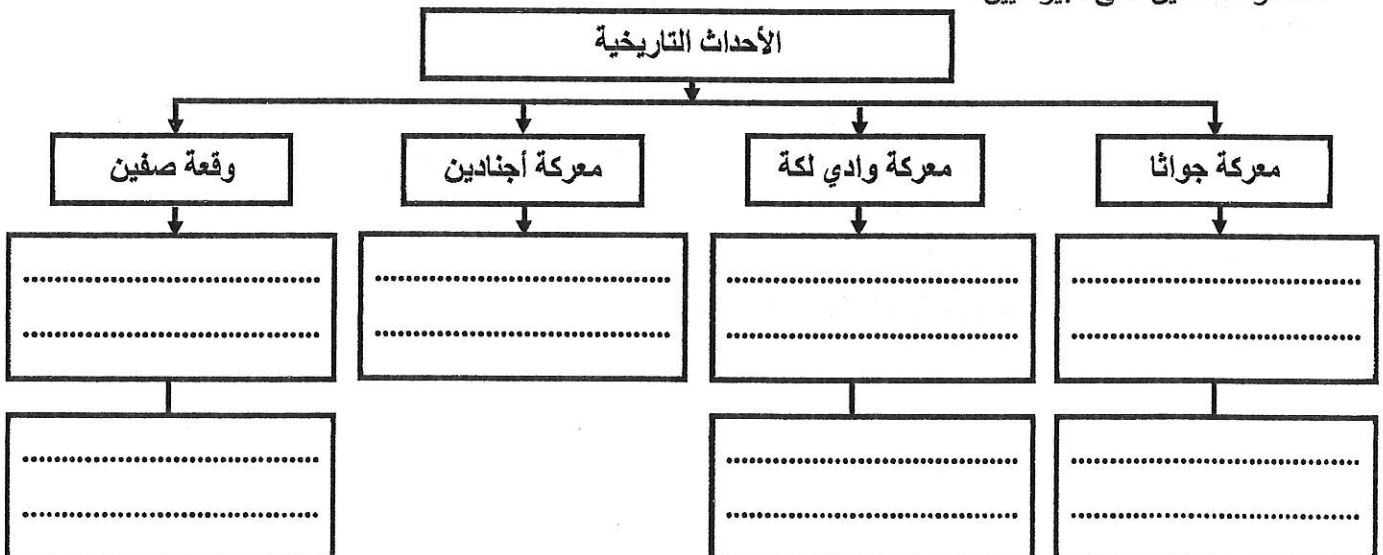 الأحداث التاريخية
معركة جواثا
معركة وادي لكة
معركة أجنادين
وقعة صفين